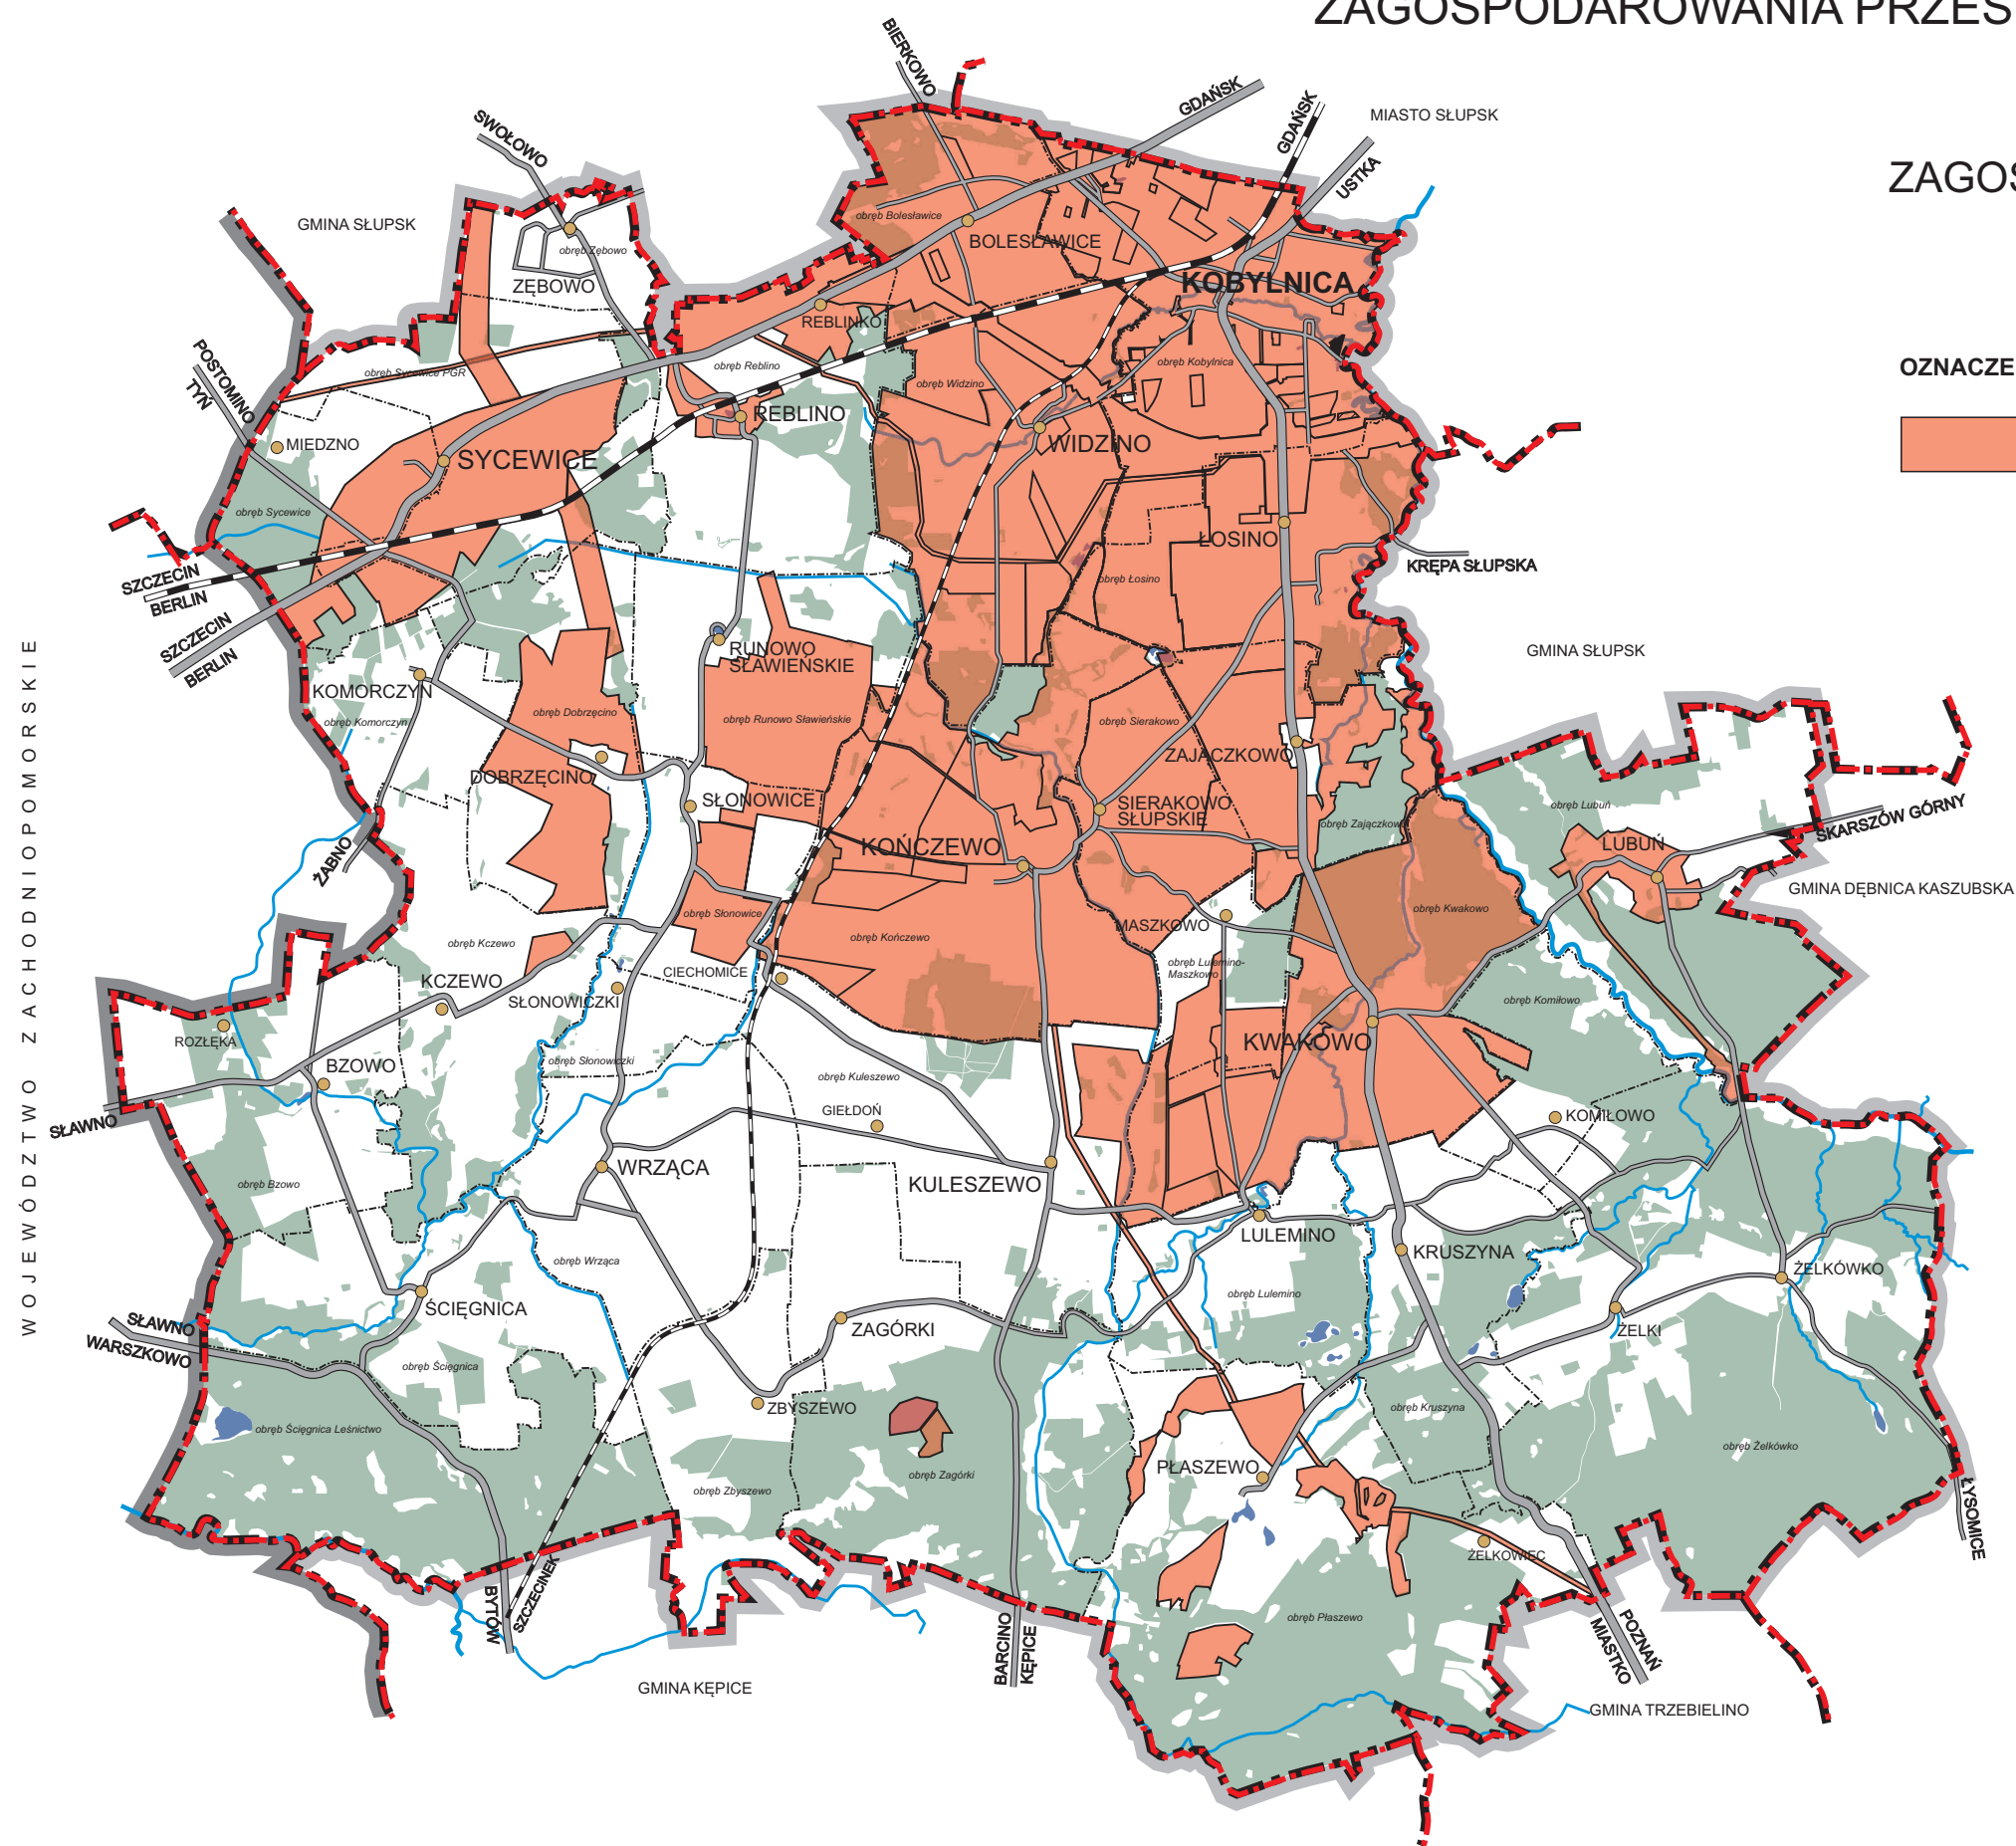 ZAGOSPODAROWANIA PRZES
ZAGOS
OZNACZE
BIERKOWO
GDAŃSK
GDAŃSK
MIASTO SŁUPSK
USTKA
SWOŁOWO
GMINA SŁUPSK
obręb Zębowo
ZĘBOWO
obręb Bolesławice
BOLESŁAWICE
KOBYLNICA
REBLINKO
POSTOMINO
TYŃ
obręb Sycewice PGR
obręb Reblino
obręb Widzino
obręb Kobylnica
REBLINO
MIEDZNO
SYCEWICE
WIDZINO
obręb Sycewice
ŁOSINO
KRĘPA SŁUPSKA
SZCZECIN
BERLIN
obręb Łosino
SZCZECIN
BERLIN
RUNOWO
SŁAWIEŃSKIE
GMINA SŁUPSK
KOMORCZYN
obręb Komorczyn
obręb Dobrzęcino
obręb Runowo Sławieńskie
obręb Sierakowo
ZAJĄCZKOWO
DOBRZĘCINO
SŁONOWICE
SIERAKOWO
SŁUPSKIE
obręb Zajączkowo
obręb Lubuń
SKARSZÓW GÓRNY
LUBUŃ
KOŃCZEWO
ŻABNO
GMINA DĘBNICA KASZUBSKA
obręb Słonowice
obręb Kwakowo
MASZKOWO
obręb Kczewo
obręb Kończewo
obręb Lulemino-
Maszkowo
CIECHOMICE
KCZEWO
SŁONOWICZKI
obręb Komiłowo
ROZŁĘKA
KWAKOWO
obręb Słonowiczki
BZOWO
obręb Kuleszewo
GIEŁDOŃ
KOMIŁOWO
SŁAWNO
WRZĄCA
KULESZEWO
obręb Bzowo
LULEMINO
KRUSZYNA
obręb Wrząca
ŻELKÓWKO
obręb Lulemino
ŚCIĘGNICA
ZAGÓRKI
ŻELKI
SŁAWNO
WARSZKOWO
obręb Ścięgnica
ZBYSZEWO
obręb Kruszyna
obręb Ścięgnica Leśnictwo
obręb Żelkówko
PŁASZEWO
obręb Zagórki
obręb Zbyszewo
ŁYSOMICE
ŻELKOWIEC
BYTÓW
SZCZECINEK
obręb Płaszewo
BARCINO
KĘPICE
POZNAŃ
MIASTKO
GMINA KĘPICE
GMINA TRZEBIELINO
WOJEWÓDZTWO ZACHODNIOPOMORSKIE